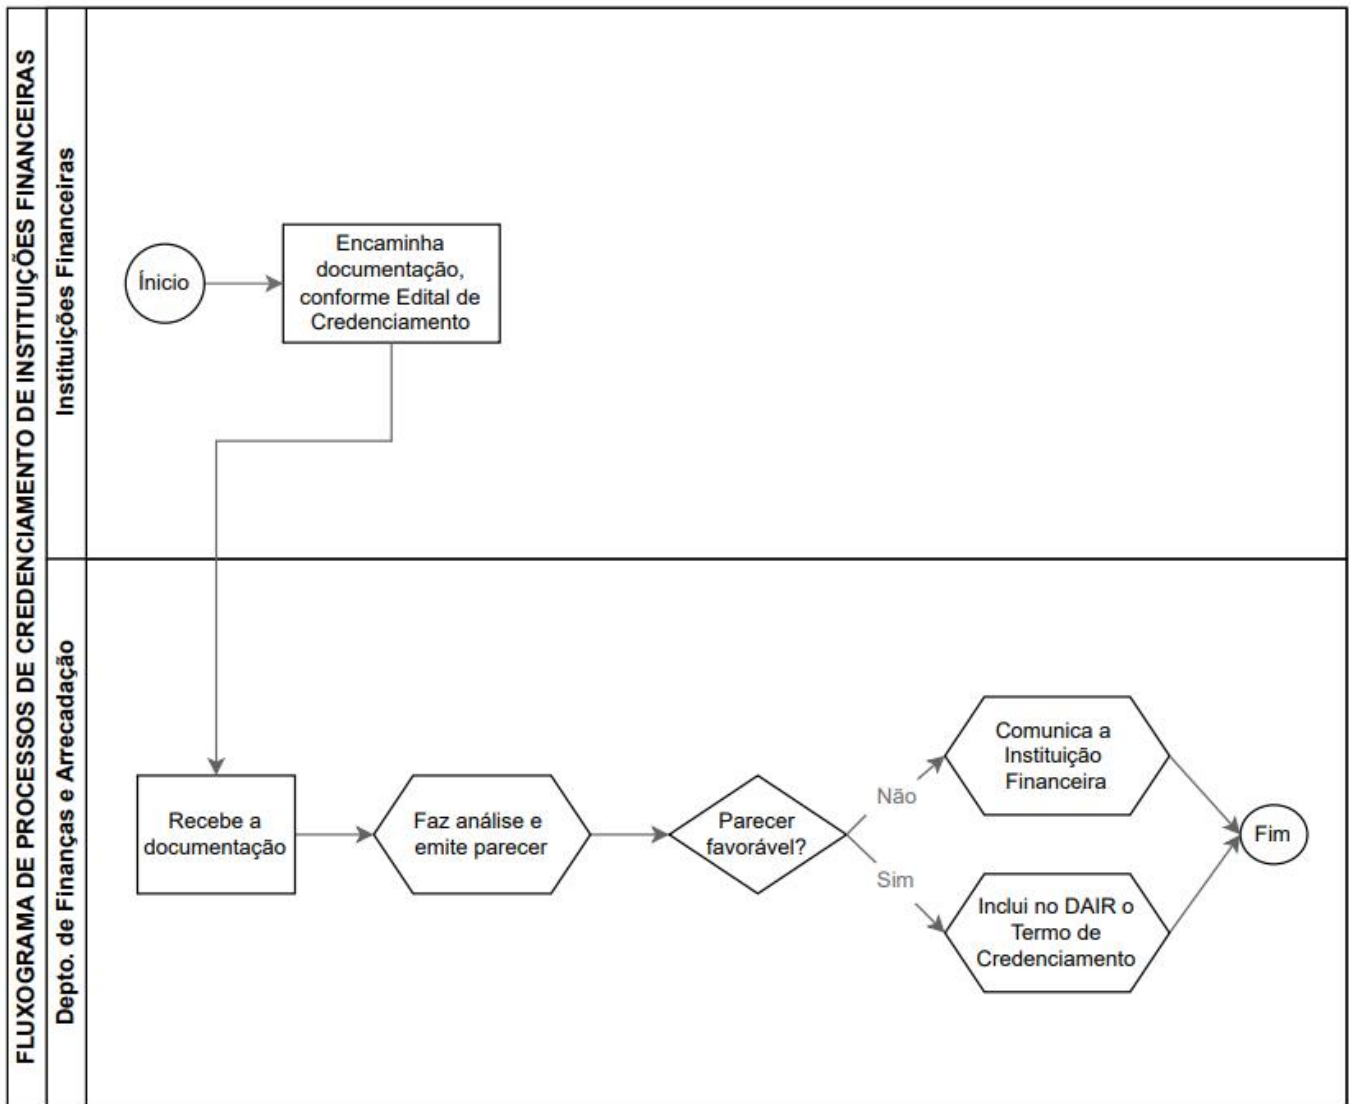 FLUXOGRAMA DE PROCESSOS DE CREDENCIAMENTO DE INSTITUIÇÕES FINANCEIRAS
Instituições Financeiras
Ínicio
Encaminha
documentação,
conforme Edital de
Credenciamento
Depto. de Finanças e Arrecadação
Recebe a
documentação
Faz análise e
emite parecer
Parecer
favorável?
Não
Comunica a
Instituição
Financeira
Sim
Inclui no DAIR o
Termo de
Credenciamento
Fim